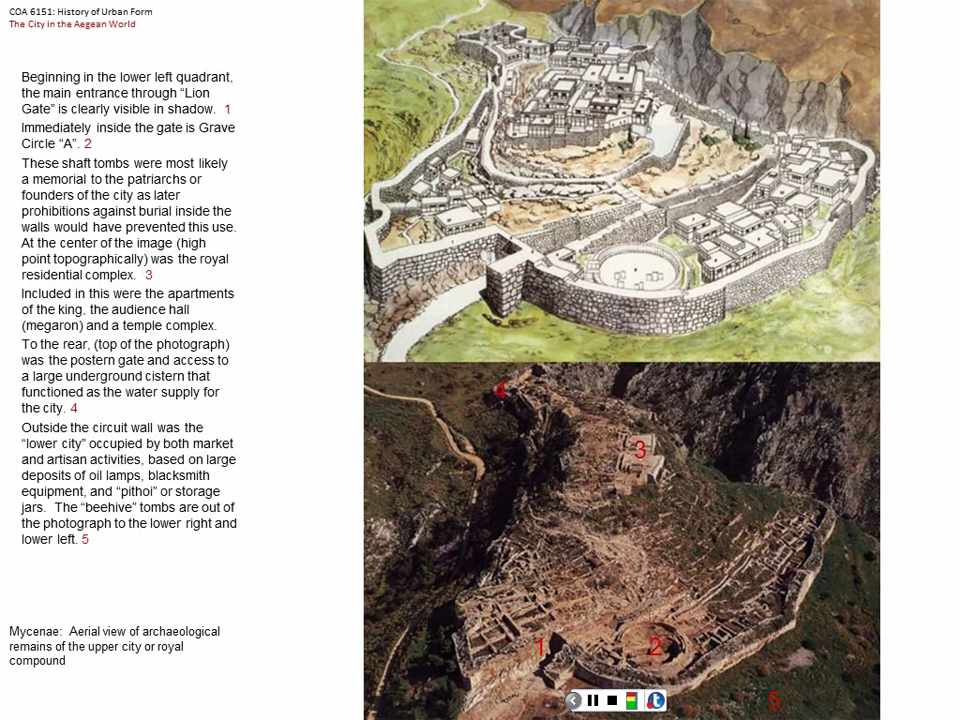 COA 6151: History of Urban Form
The City in the Aegean World
Beginning in the lower left quadrant,
the main entrance through “Lion
Gate” is clearly visible in shadow. 1
Immediately inside the gate is Grave
Circle “A”. 2
These shaft tombs were most likely
a memorial to the patriarchs or
founders of the city as later
prohibitions against burial inside the
walls would have prevented this use.
At the center of the image (high
point topographically) was the royal
residential complex. 3
Included in this were the apartments
of the king, the audience hall
(megaron) and a temple complex.
To the rear, (top of the photograph)
was the postern gate and access to
a large underground cistern that
functioned as the water supply for
the city. 4
Outside the circuit wall was the
“lower city” occupied by both market
and artisan activities, based on large
deposits of oil lamps, blacksmith
equipment, and “pithoi” or storage
jars. The “beehive” tombs are out of
the photograph to the lower right and
lower left. 5
Mycenae: Aerial view of archaeological
remains of the upper city or royal
compound
4
3
1
2
5